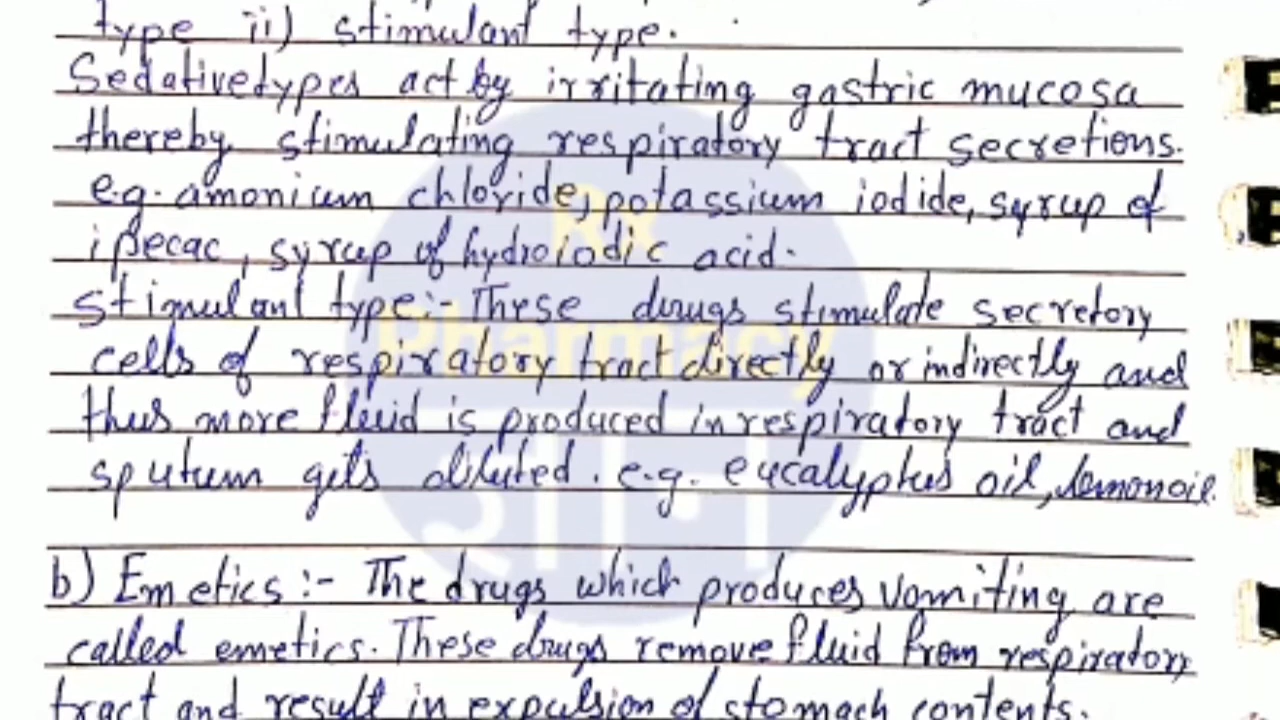 type ii) stimulant type.
Sedativetypes act by irritating gastric mucosa
thereby stimulating respiratory tract secretions.
e.g. amonium chloride, potassium iodide, syrup of
ipecac, syrup of hydroiodic acid.
stimulant type:- These drugs stimulate secretory
cells of respiratory tract directly or indirectly and
thus more fluid is produced in respiratory tract and
sputum gets diluted. e.g. eucalyptus oil, lemonoil.
b) Emetics :- The drugs which produces vomiting are
called emetics. These drugs remove fluid from respiratory
tract and result in expulsion of stomach contents.
Rx
Pharmacy